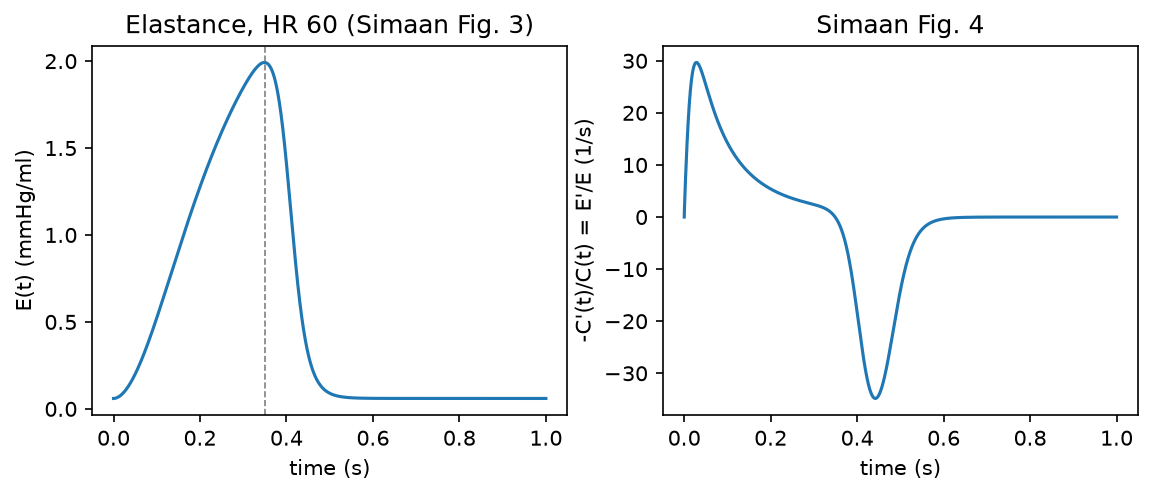 Elastance, HR 60 (Simaan Fig. 3)
E(t) (mmHg/ml)
2.0
1.5
1.0
0.5
0.0
0.0 0.2 0.4 0.6 0.8 1.0
time (s)
Simaan Fig. 4
-C'(t)/C(t) = E'/E (1/s)
30
20
10
0
−10
−20
−30
0.0 0.2 0.4 0.6 0.8 1.0
time (s)